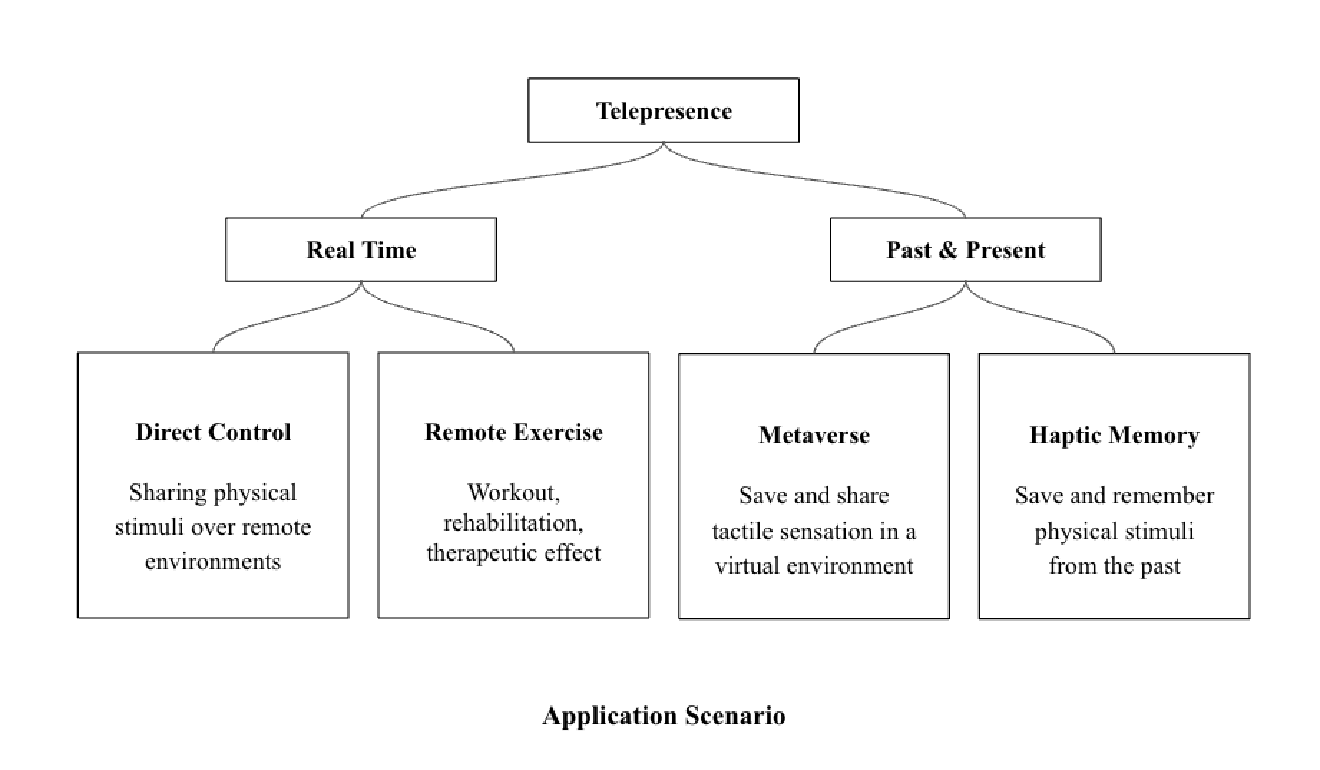 Telepresence
Real Time
Past & Present
Direct Control
Sharing physical
stimuli over remote
environments
Remote Exercise
Workout,
rehabilitation,
therapeutic effect
Metaverse
Save and share
tactile sensation in a
virtual environment
Haptic Memory
Save and remember
physical stimuli
from the past
Application Scenario